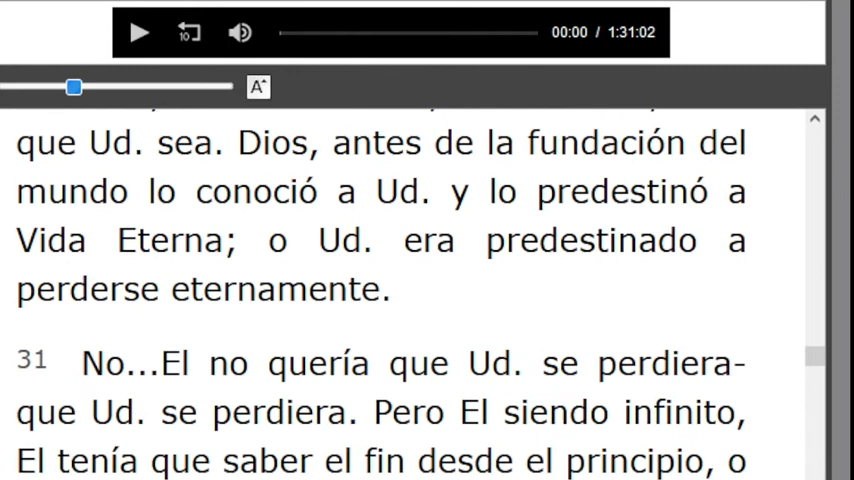 10
00:00 / 1:31:02
A^
que Ud. sea. Dios, antes de la fundación del
mundo lo conoció a Ud. y lo predestinó a
Vida Eterna; o Ud. era predestinado a
perderse eternamente.
31 No...El no quería que Ud. se perdiera-
que Ud. se perdiera. Pero El siendo infinito,
El tenía que saber el fin desde el principio, o